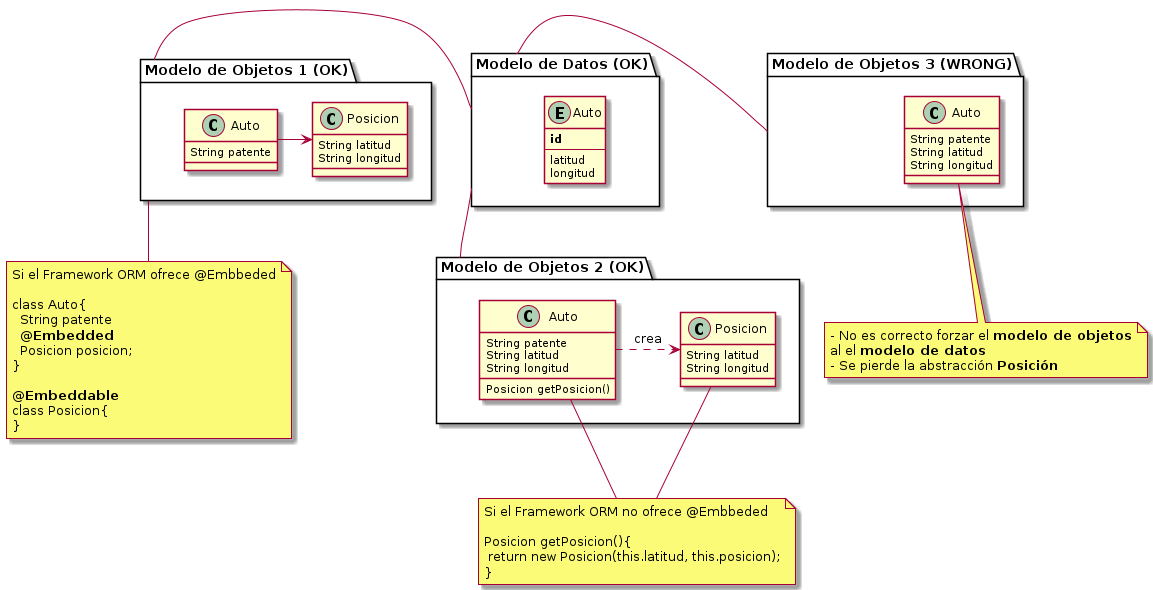 Modelo de Objetos 1 (OK)
C Auto
String patente
C Posicion
String latitud
String longitud
Modelo de Datos (OK)
E Auto
id
latitud
longitud
Modelo de Objetos 3 (WRONG)
C Auto
String patente
String latitud
String longitud
Si el Framework ORM ofrece @Embbeded
class Auto{
String patente
@Embedded
Posicion posicion;
}
@Embeddable
class Posicion{
}
Modelo de Objetos 2 (OK)
C Auto
String patente
String latitud
String longitud
Posicion getPosicion()
crea
C Posicion
String latitud
String longitud
- No es correcto forzar el modelo de objetos
al el modelo de datos
- Se pierde la abstracción Posición
Si el Framework ORM no ofrece @Embbeded
Posicion getPosicion(){
return new Posicion(this.latitud, this.posicion);
}